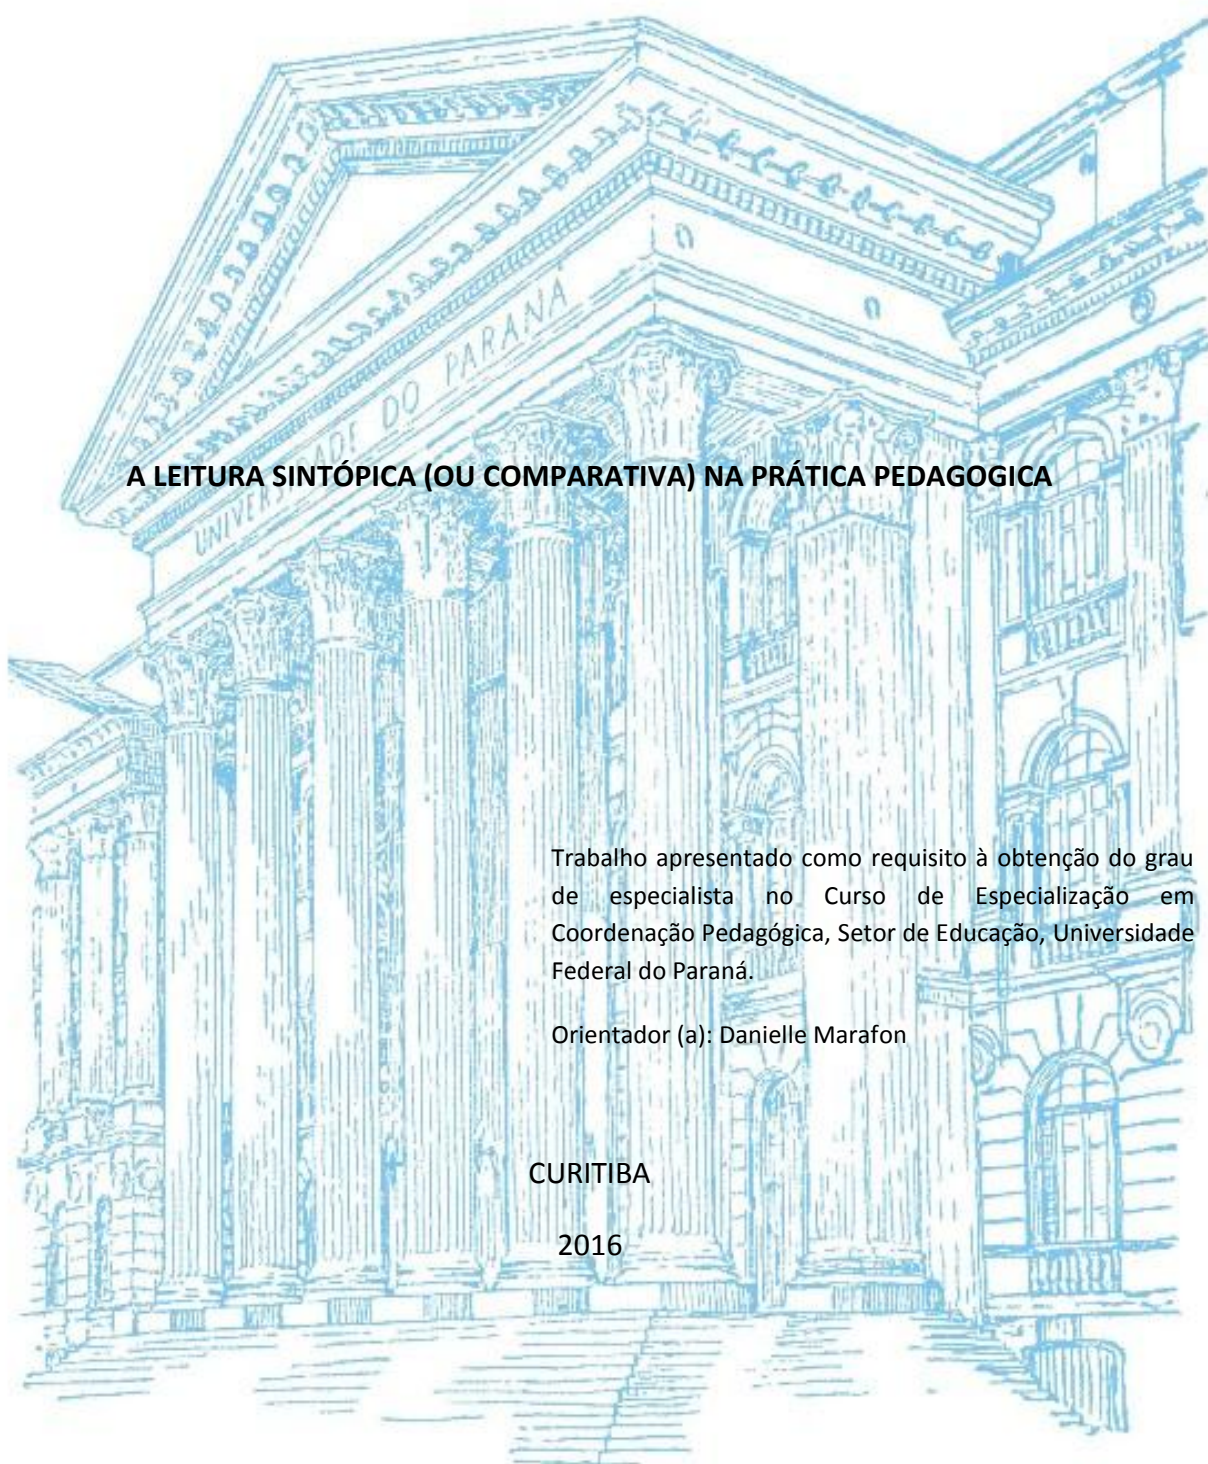 UNIVERSIDADE DO PARANÁ
A LEITURA SINTÓPICA (OU COMPARATIVA) NA PRÁTICA PEDAGOGICA
Trabalho apresentado como requisito à obtenção do grau
de especialista no Curso de Especialização em
Coordenação Pedagógica, Setor de Educação, Universidade
Federal do Paraná.
Orientador (a): Danielle Marafon
CURITIBA
2016